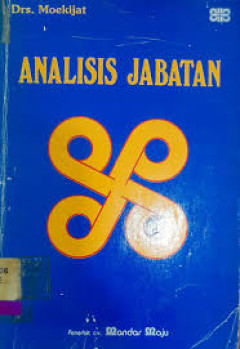 Drs. Moekijat
ANALISIS JABATAN
Penerbit CV. Mandar Maju